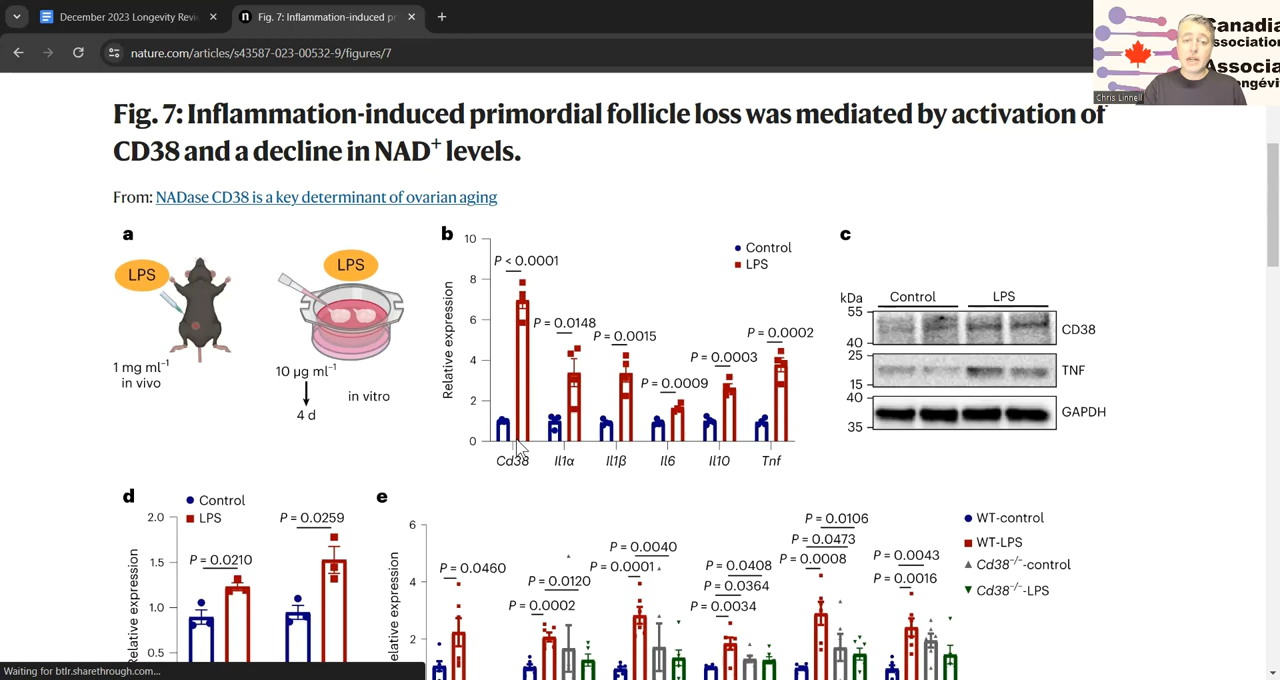 December 2023 Longevity Revi
Fig. 7: Inflammation-induced pr
nature.com/articles/s43587-023-00532-9/figures/7
Canadia
ssociation
Associa
ongévi
Chris Linnell
Fig. 7: Inflammation-induced primordial follicle loss was mediated by activation of
CD38 and a decline in NAD⁺ levels.
From: NADase CD38 is a key determinant of ovarian aging
a
LPS
LPS
1 mg ml⁻¹
in vivo
10 µg ml⁻¹
4 d
in vitro
b
Control
LPS
Relative expression
10
8
6
4
2
0
P < 0.0001
P = 0.0148
P = 0.0015
P = 0.0009
P = 0.0003
P = 0.0002
Cd38
Il1α
Il1β
Il6
Il10
Tnf
c
kDa
Control
LPS
55
40
CD38
25
15
TNF
40
35
GAPDH
d
Control
LPS
Relative expression
2.0
1.5
1.0
0.5
P = 0.0210
P = 0.0259
e
Relative expression
6
4
2
P = 0.0460
P = 0.0120
P = 0.0002
P = 0.0040
P = 0.0001
P = 0.0408
P = 0.0364
P = 0.0034
P = 0.0106
P = 0.0473
P = 0.0008
P = 0.0043
P = 0.0016
WT-control
WT-LPS
Cd38⁻/⁻-control
Cd38⁻/⁻-LPS
Waiting for btlr.sharethrough.com...